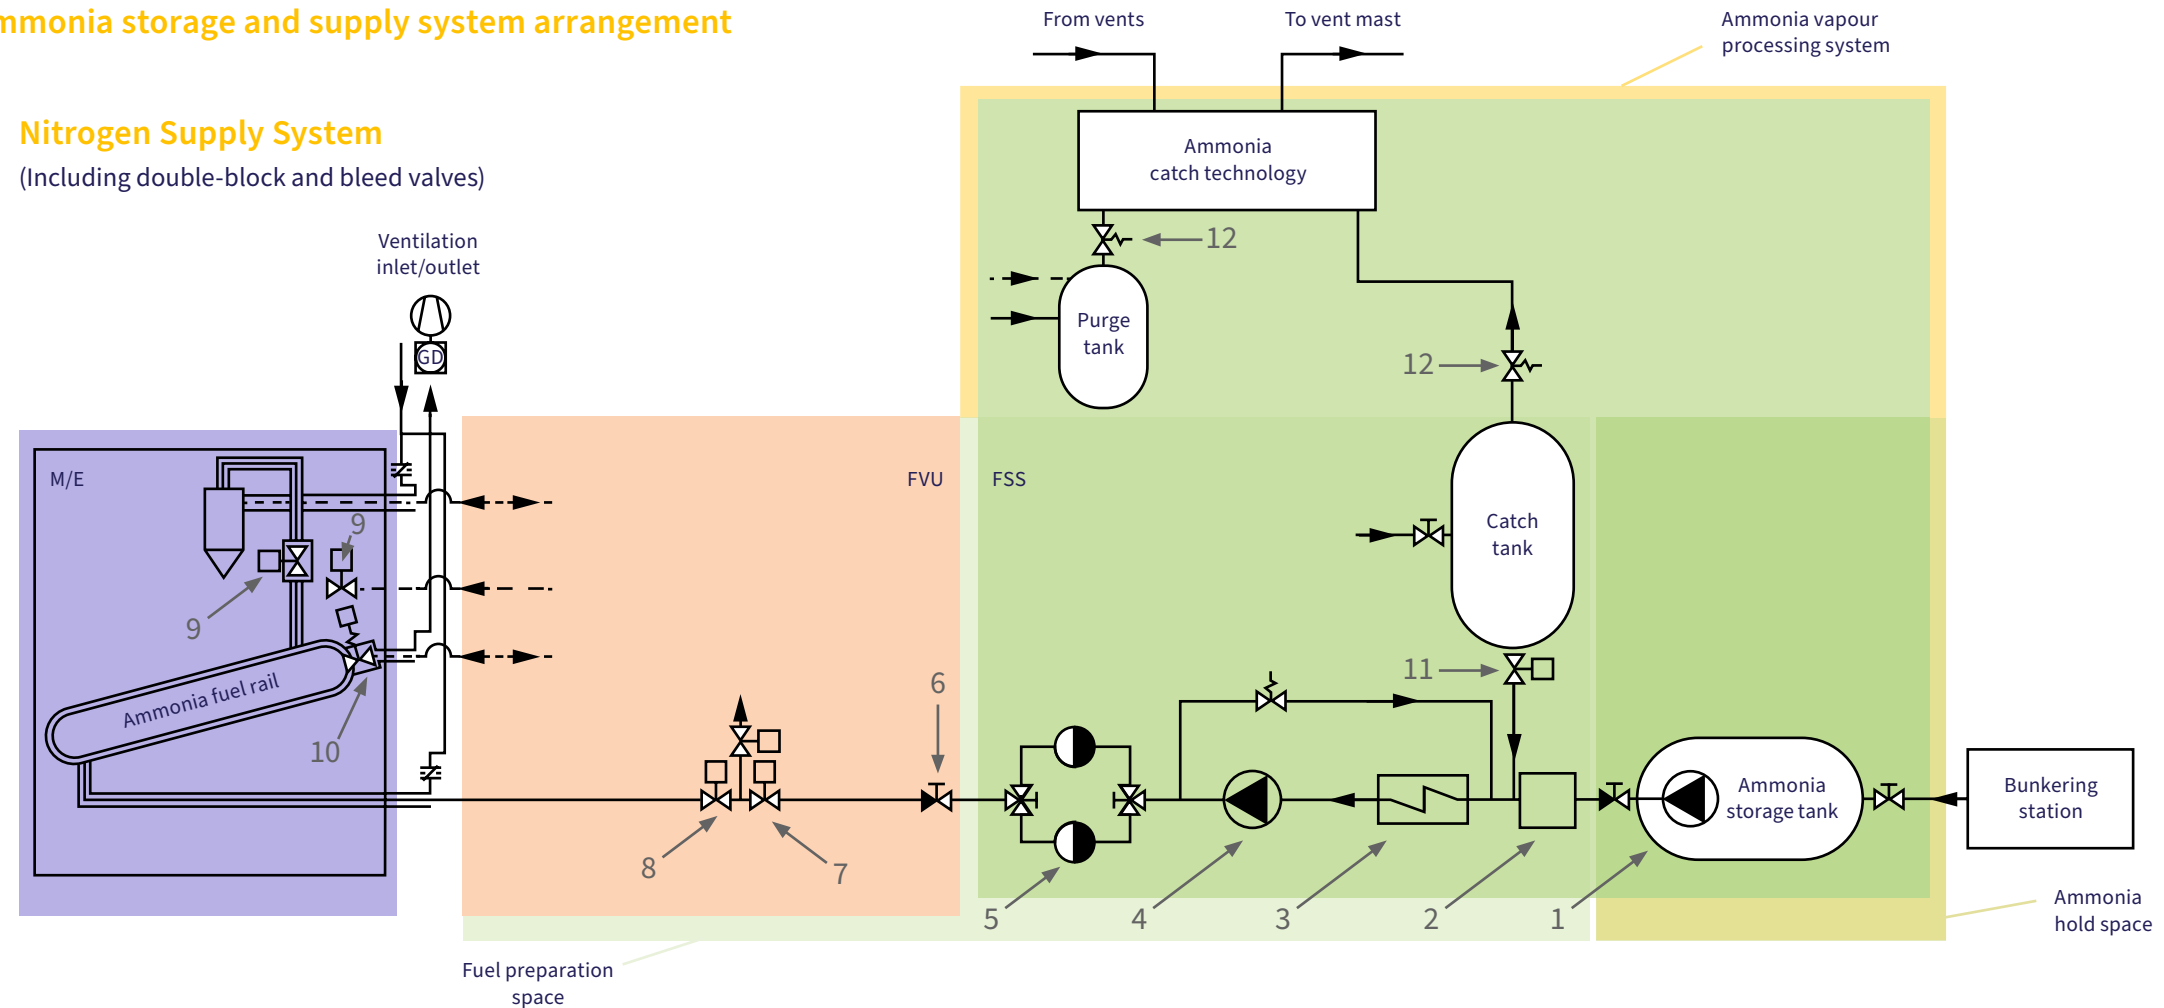 mmonia storage and supply system arrangement
Nitrogen Supply System
(Including double-block and bleed valves)
From vents
To vent mast
Ammonia vapour
processing system
Ammonia
catch technology
12
Ventilation
inlet/outlet
GD
Purge
tank
12
M/E
FVU
FSS
9
Catch
tank
9
11
6
Ammonia fuel rail
10
Ammonia
storage tank
Bunkering
station
8
7
5
4
3
2
1
Ammonia
hold space
Fuel preparation
space